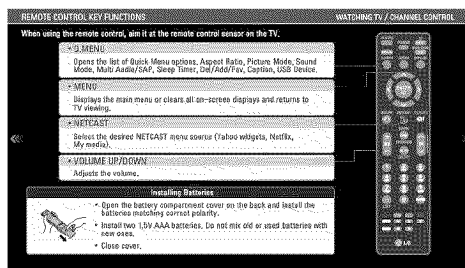 REMOTE CONTROL KEY FUNCTIONS
WATCHING TV / CHANNEL CONTROL
When using the remote control, aim it at the remote control sensor on the TV.
• Q.MENU
Opens the list of Quick Menu options, Aspect Ratio, Picture Mode, Sound
Mode, Multi Audio/SAP, Sleep Timer, Del/Add/Fav, Caption, USB Device.
• MENU
Displays the main menu or clears all on-screen displays and returns to
TV viewing.
• NETCAST
Select the desired NETCAST menu source (Yahoo widgets, Netflix,
My media).
• VOLUME UP/DOWN
Adjusts the volume.
Installing Batteries
• Open the battery compartment cover on the back and install the
batteries matching correct polarity.
• Install two 1,5V AAA batteries. Do not mix old or used batteries with
new ones.
• Close cover.
LG